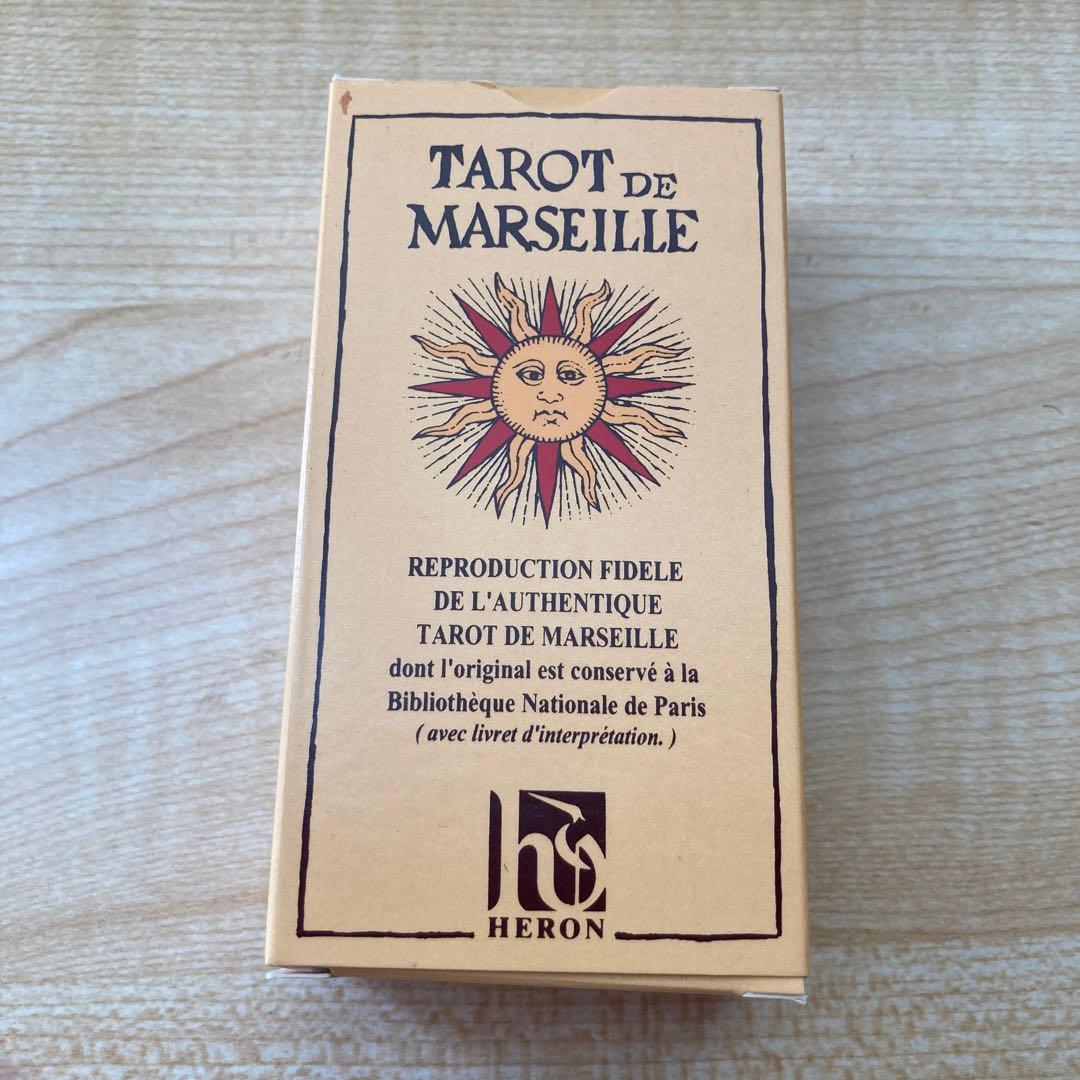 TAROT DE
MARSEILLE
REPRODUCTION FIDELE
DE L'AUTHENTIQUE
TAROT DE MARSEILLE
dont l'original est conservé à la
Bibliothèque Nationale de Paris
( avec livret d'interprétation. )
HERON